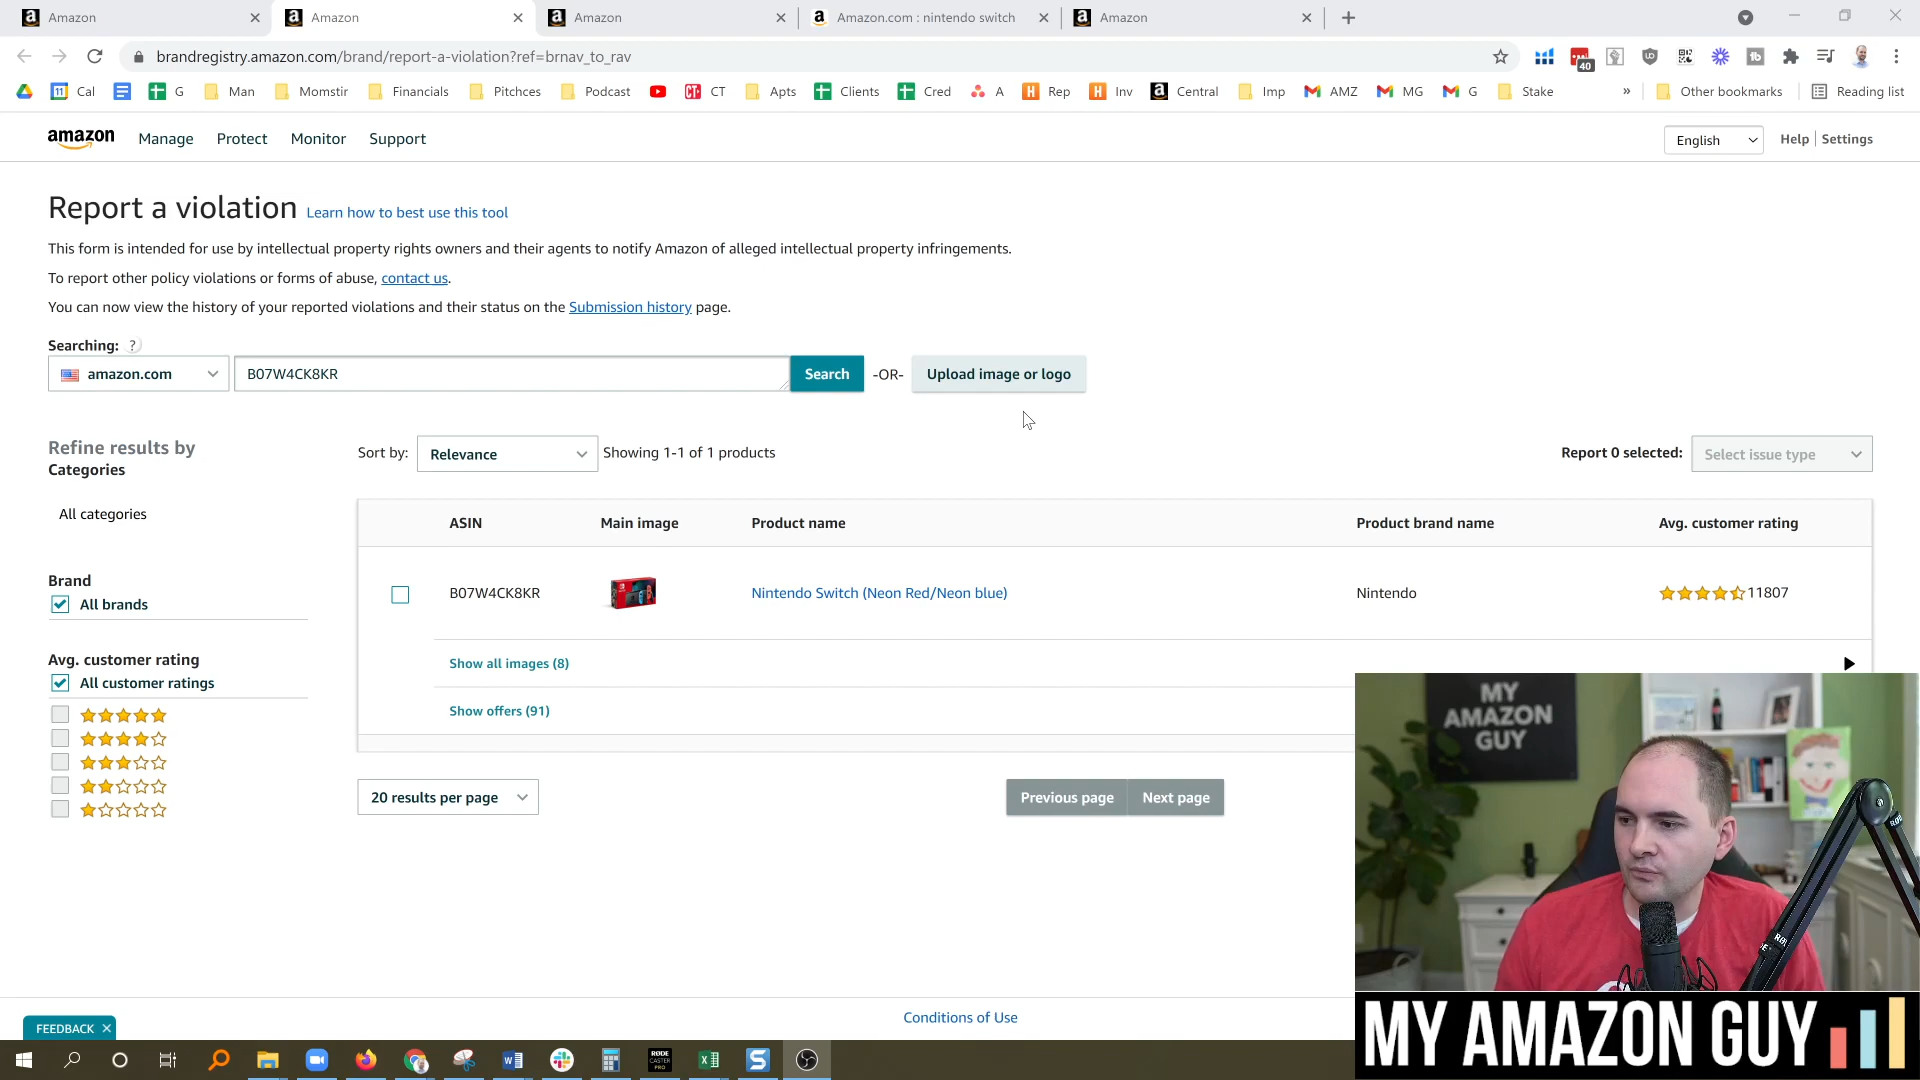 Amazon
Amazon
Amazon
Amazon.com : nintendo switch
Amazon
brandregistry.amazon.com/brand/report-a-violation?ref=brnav_to_rav
40
11
Cal
G
Man
Momstir
Financials
Pitchces
Podcast
CT
CT
Apts
Clients
Cred
A
Rep
Inv
Central
Imp
AMZ
MG
G
Stake
»
Other bookmarks
Reading list
amazon
Manage
Protect
Monitor
Support
English
Help
Settings
Report a violation
Learn how to best use this tool
This form is intended for use by intellectual property rights owners and their agents to notify Amazon of alleged intellectual property infringements.
To report other policy violations or forms of abuse, contact us.
You can now view the history of your reported violations and their status on the Submission history page.
Searching: ?
amazon.com
B07W4CK8KR
Search
-OR-
Upload image or logo
Refine results by
Categories
All categories
Brand
All brands
Avg. customer rating
All customer ratings
Sort by:
Relevance
Showing 1-1 of 1 products
Report 0 selected:
Select issue type
ASIN
Main image
Product name
Product brand name
Avg. customer rating
B07W4CK8KR
Nintendo Switch (Neon Red/Neon blue)
Nintendo
11807
Show all images (8)
Show offers (91)
20 results per page
Previous page
Next page
MY
AMAZON
GUY
RØDE
Conditions of Use
FEEDBACK ×
RØDE
CASTER
PRO
MY AMAZON GUY